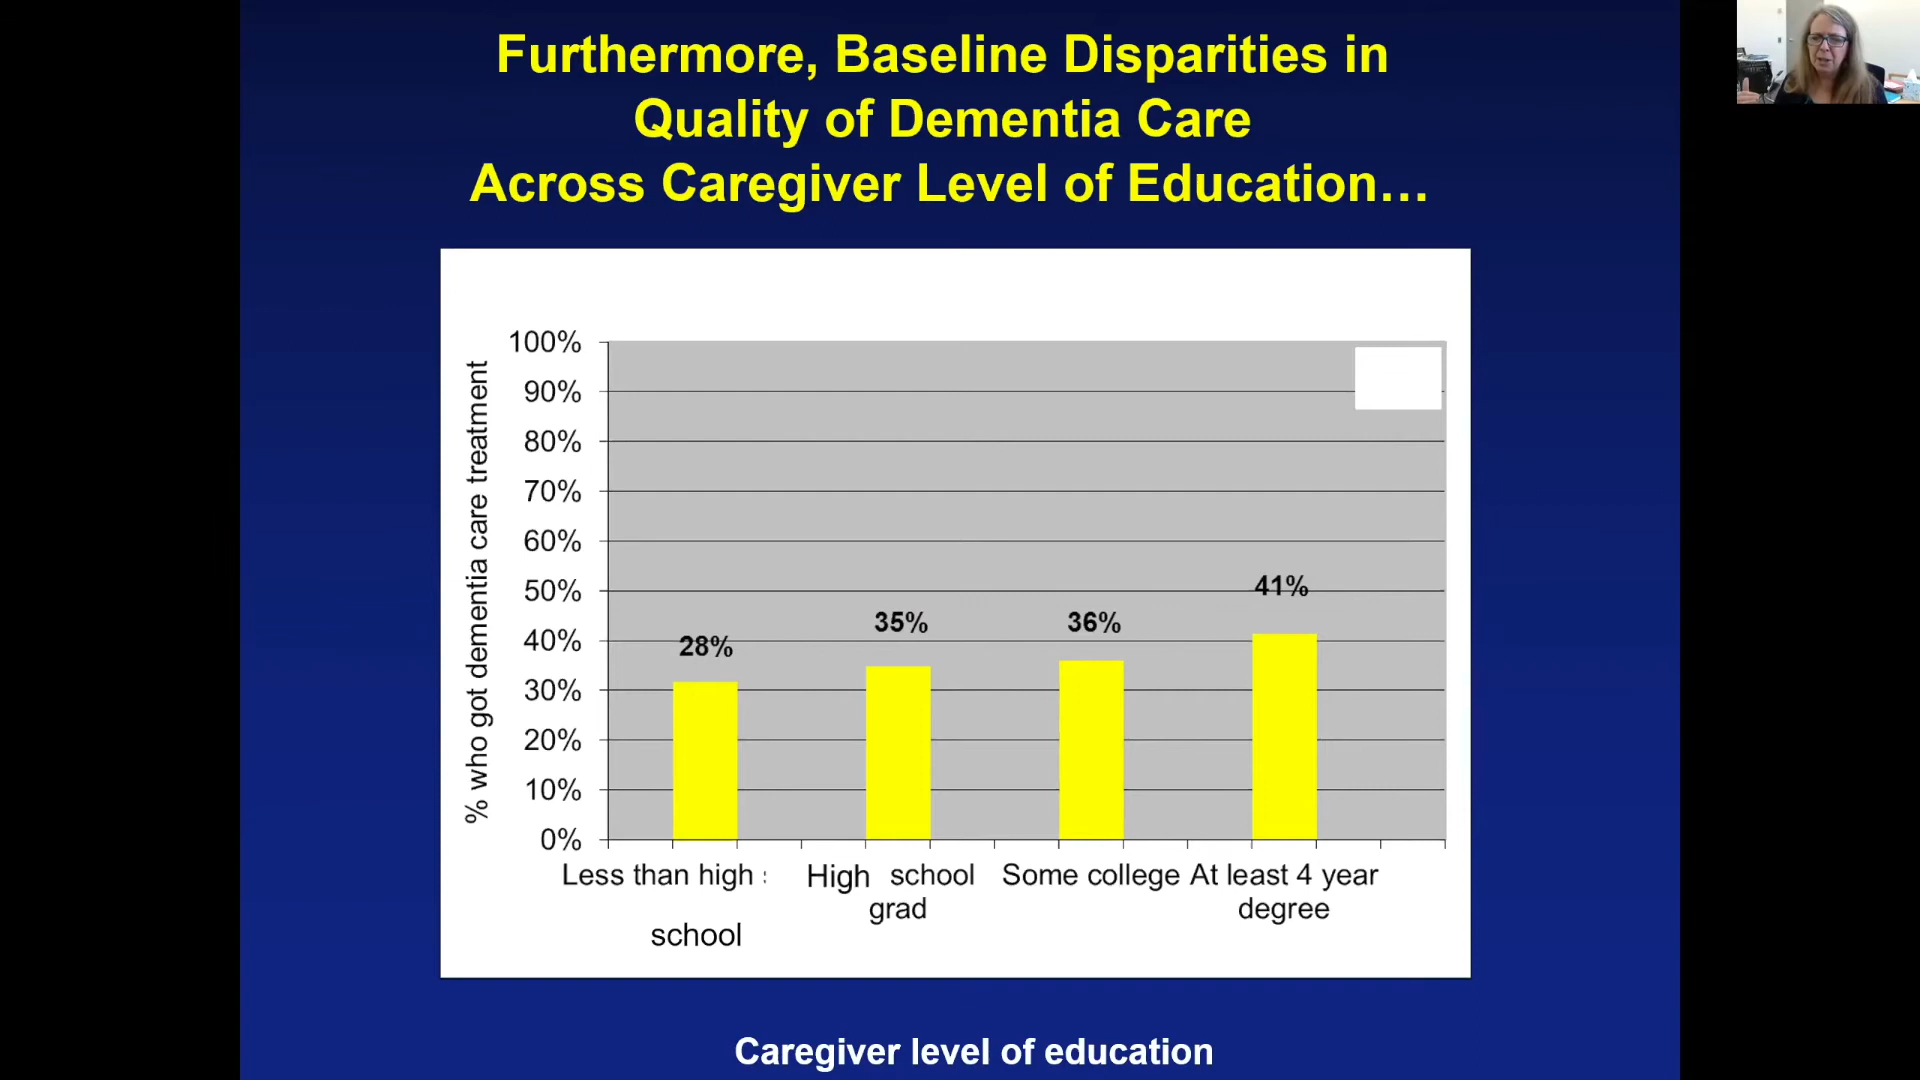 Furthermore, Baseline Disparities in
Quality of Dementia Care
Across Caregiver Level of Education…
% who got dementia care treatment
100%
90%
80%
70%
60%
50%
40%
30%
20%
10%
0%
28%
35%
36%
41%
Less than high
school
High school
grad
Some college
At least 4 year
degree
Caregiver level of education